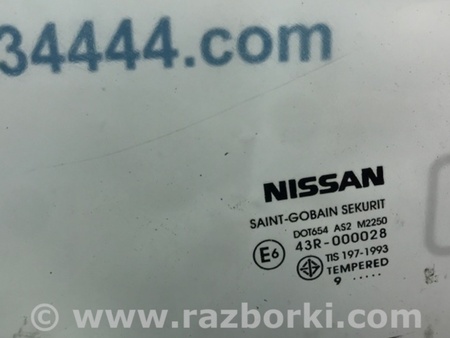 34444.com
NISSAN
SAINT-GOBAIN SEKURIT
DOT654 AS2 M2250
E6 43R-000028
TIS 197-1993
TEMPERED
9 .....
© www.razborki.com